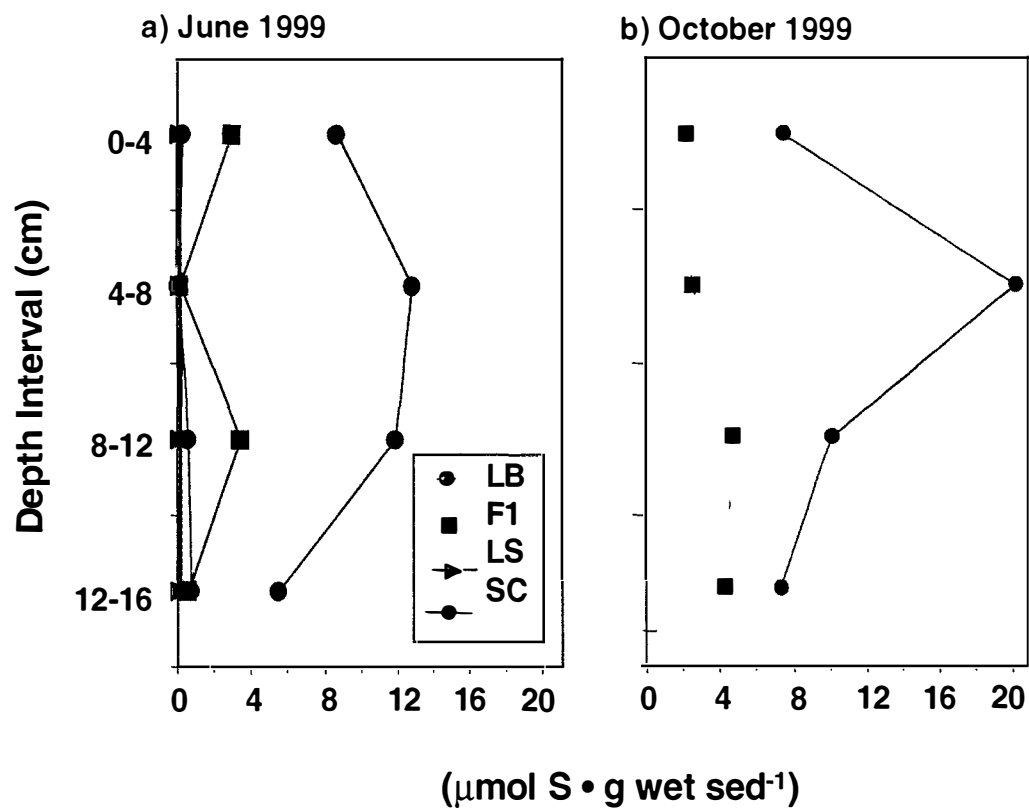 a) June 1999
b) October 1999
Depth Interval (cm)
0-4
4-8
8-12
12-16
LB
F1
LS
SC
0 4 8 12 16 20
0 4 8 12 16 20
(μmol S • g wet sed⁻¹)